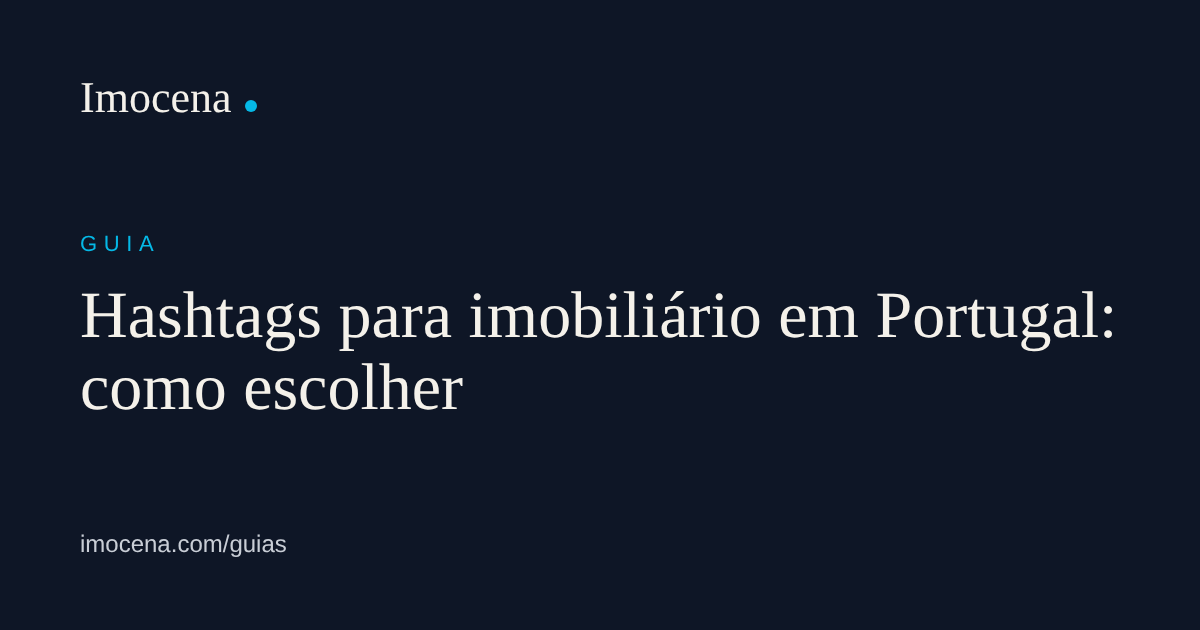 Imocena
GUIA
Hashtags para imobiliário em Portugal:
como escolher
imocena.com/guias